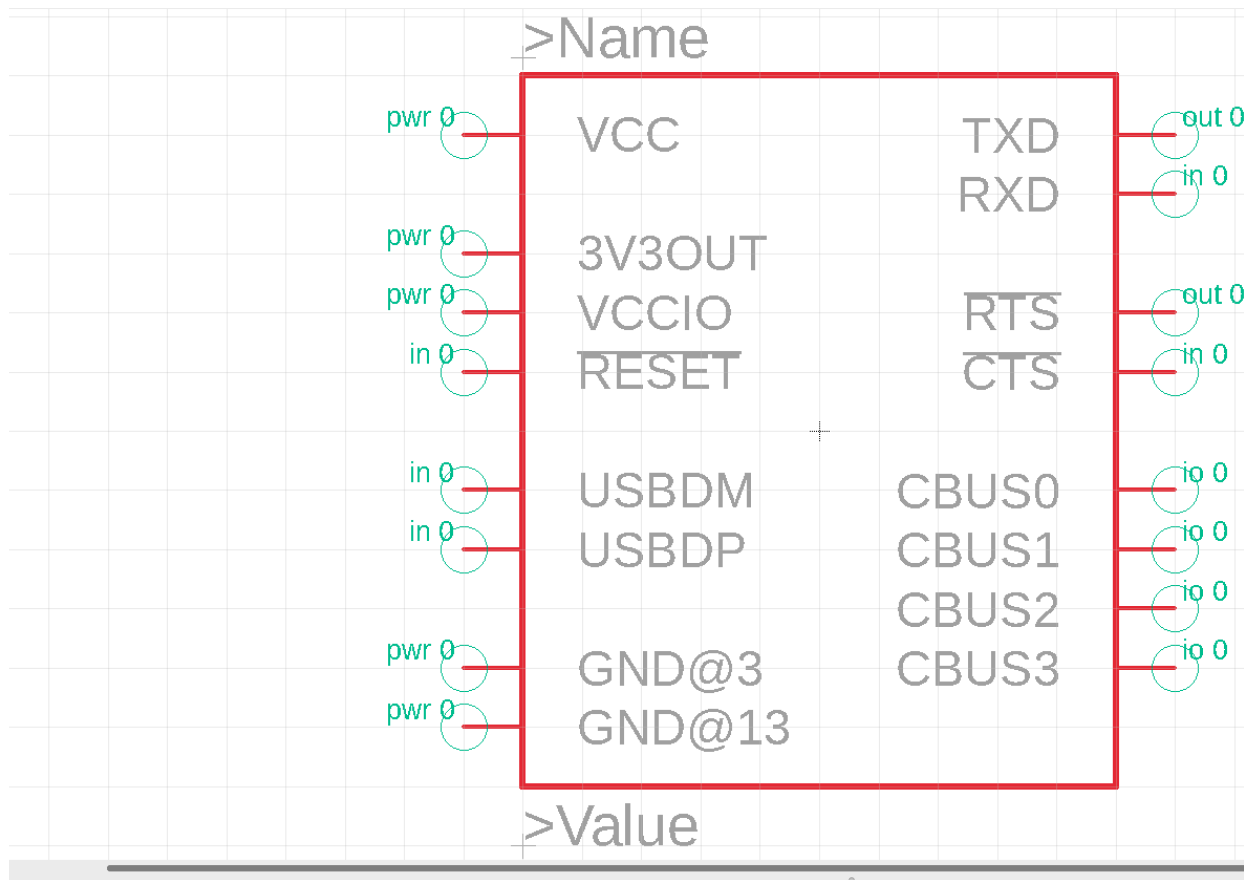 >Name
pwr 0 VCC TXD out 0
RXD in 0
pwr 0 3V3OUT
pwr 0 VCCIO RTS out 0
in 0 RESET CTS in 0
in 0 USBDM CBUS0 io 0
in 0 USBDP CBUS1 io 0
CBUS2 io 0
pwr 0 GND@3 CBUS3 io 0
pwr 0 GND@13
>Value